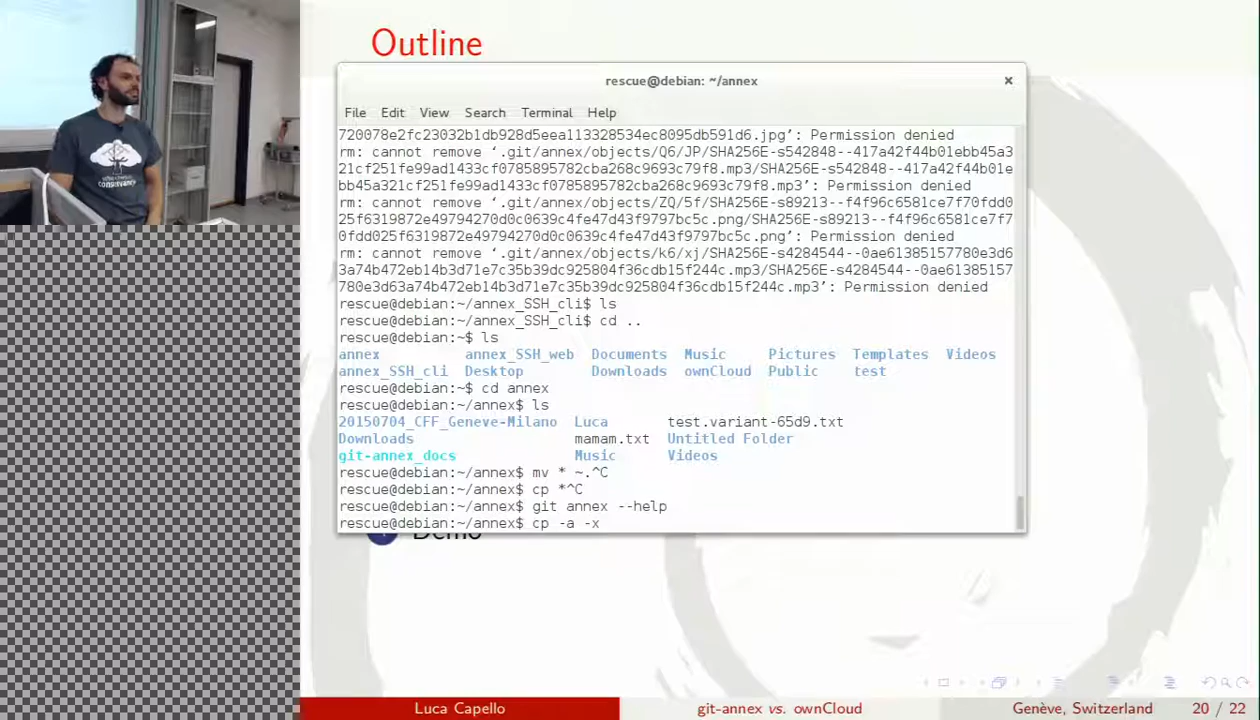 Outline
rescue@debian: ~/annex
File Edit View Search Terminal Help
720078e2fc23032b1db928d5eea113328534ec8095db591d6.jpg’: Permission denied
rm: cannot remove ‘.git/annex/objects/Q6/JP/SHA256E-s542848--417a42f44b01ebb45a3
21cf251fe99ad1433cf0785895782cba268c9693c79f8.mp3/SHA256E-s542848--417a42f44b01e
bb45a321cf251fe99ad1433cf0785895782cba268c9693c79f8.mp3’: Permission denied
rm: cannot remove ‘.git/annex/objects/ZQ/5f/SHA256E-s89213--f4f96c6581ce7f70fdd0
25f6319872e49794270d0c0639c4fe47d43f9797bc5c.png/SHA256E-s89213--f4f96c6581ce7f7
0fdd025f6319872e49794270d0c0639c4fe47d43f9797bc5c.png’: Permission denied
rm: cannot remove ‘.git/annex/objects/k6/xj/SHA256E-s4284544--0ae61385157780e3d6
3a74b472eb14b3d71e7c35b39dc925804f36cdb15f244c.mp3/SHA256E-s4284544--0ae61385157
780e3d63a74b472eb14b3d71e7c35b39dc925804f36cdb15f244c.mp3’: Permission denied
rescue@debian:~/annex_SSH_cli$ ls
rescue@debian:~/annex_SSH_cli$ cd ..
rescue@debian:~$ ls
annex annex_SSH_web Documents Music Pictures Templates Videos
annex_SSH_cli Desktop Downloads ownCloud Public test
rescue@debian:~$ cd annex
rescue@debian:~/annex$ ls
20150704_CFF_Geneve-Milano Luca test.variant-65d9.txt
Downloads mamam.txt Untitled Folder
git-annex_docs Music Videos
rescue@debian:~/annex$ mv * ~.^C
rescue@debian:~/annex$ cp *^C
rescue@debian:~/annex$ git annex --help
rescue@debian:~/annex$ cp -a -x
Demo
conservancy
Luca Capello git-annex vs. ownCloud Genève, Switzerland 20 / 22